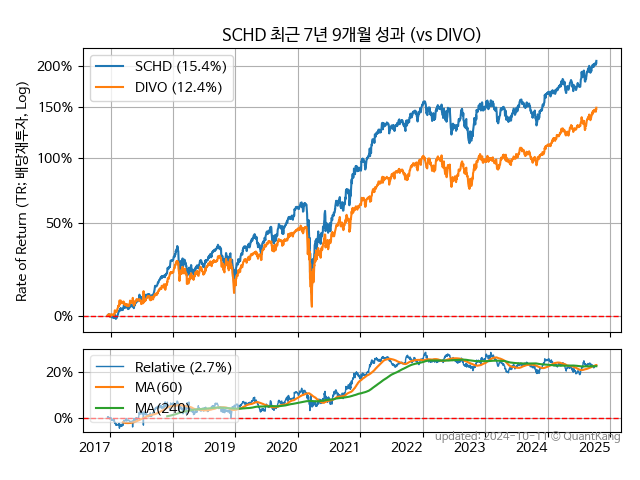 SCHD 최근 7년 9개월 성과 (vs DIVO)
Rate of Return (TR: 배당재투자, Log)
200%
150%
100%
50%
0%
SCHD (15.4%)
DIVO (12.4%)
20%
0%
Relative (2.7%)
MA(60)
MA(240)
2017 2018 2019 2020 2021 2022 2023 2024 2025
updated: 2024-10-11 © QuantKang